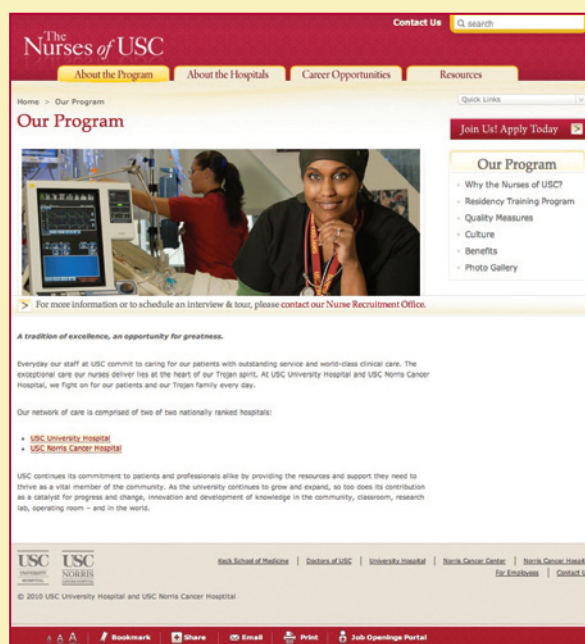 Contact Us
search
The
Nurses of USC
About the Program
About the Hospitals
Career Opportunities
Resources
Home > Our Program
Quick Links
Our Program
Join Us! Apply Today
Our Program
Why the Nurses of USC?
Residency Training Program
Quality Measures
Culture
Benefits
Photo Gallery
For more information or to schedule an interview & tour, please contact our Nurse Recruitment Office.
A tradition of excellence, an opportunity for greatness.
Everyday our staff at USC commit to caring for our patients with outstanding service and world-class clinical care. The
exceptional care our nurses deliver lies at the heart of our Trojan spirit. At USC University Hospital and USC Norris Cancer
Hospital, we fight on for our patients and our Trojan family every day.
Our network of care is comprised of two of two nationally ranked hospitals:
USC University Hospital
USC Norris Cancer Hospital
USC continues its commitment to patients and professionals alike by providing the resources and support they need to
thrive as a vital member of the community. As the university continues to grow and expand, so too does its contribution
as a catalyst for progress and change, innovation and development of knowledge in the community, classroom, research
lab, operating room – and in the world.
USC
UNIVERSITY
HOSPITAL
USC
NORRIS
CANCER HOSPITAL
Keck School of Medicine | Doctors of USC | University Hospital | Norris Cancer Center | Norris Cancer Hospit
For Employees | Contact U
© 2010 USC University Hospital and USC Norris Cancer Hosptital
A A A | Bookmark | Share | Email | Print | Job Openings Portal